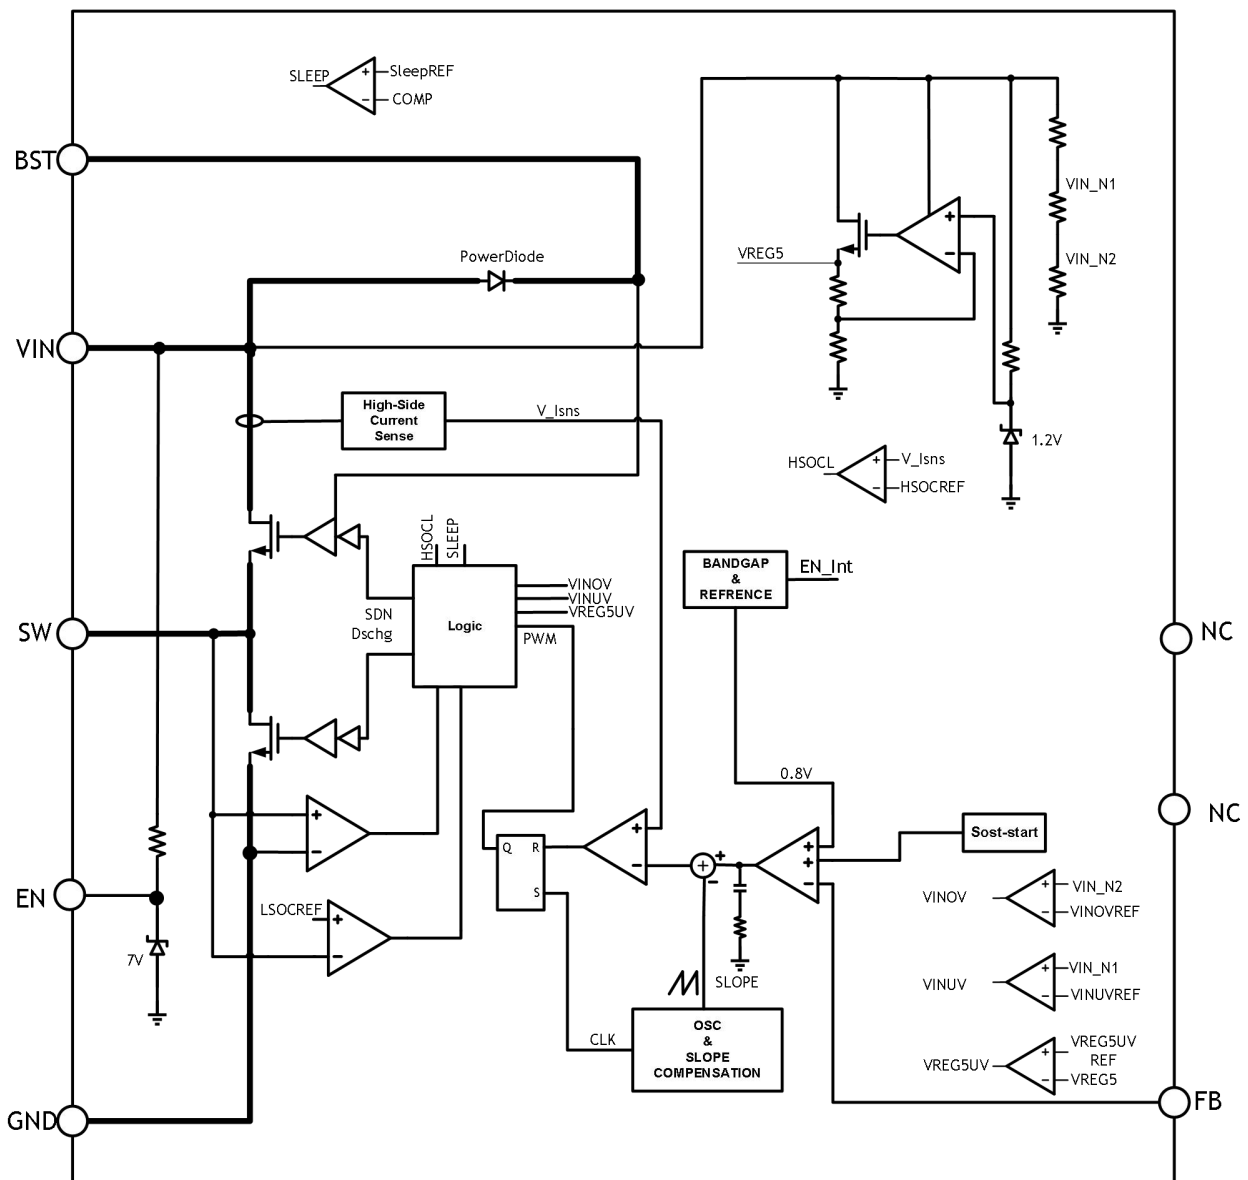 SLEEP
+
SleepREF
−
COMP
BST
PowerDiode
VIN
VREG5
+
−
VIN_N1
VIN_N2
1.2V
High-Side
Current
Sense
V_Isns
HSOCL
+
V_Isns
−
HSOCREF
HSOCL
SLEEP
Logic
VINOV
VINUV
VREG5UV
PWM
SDN
Dschg
BANDGAP
&
REFRENCE
EN_Int
SW
NC
0.8V
NC
Sost-start
+
−
LSOCREF
+
−
Q
R
S
+
−
+
+
−
+
+
−
EN
7V
SLOPE
CLK
OSC
&
SLOPE
COMPENSATION
VINOV
+
VIN_N2
−
VINOVREF
VINUV
+
VIN_N1
−
VINUVREF
VREG5UV
+
VREG5UV
REF
−
VREG5
GND
FB